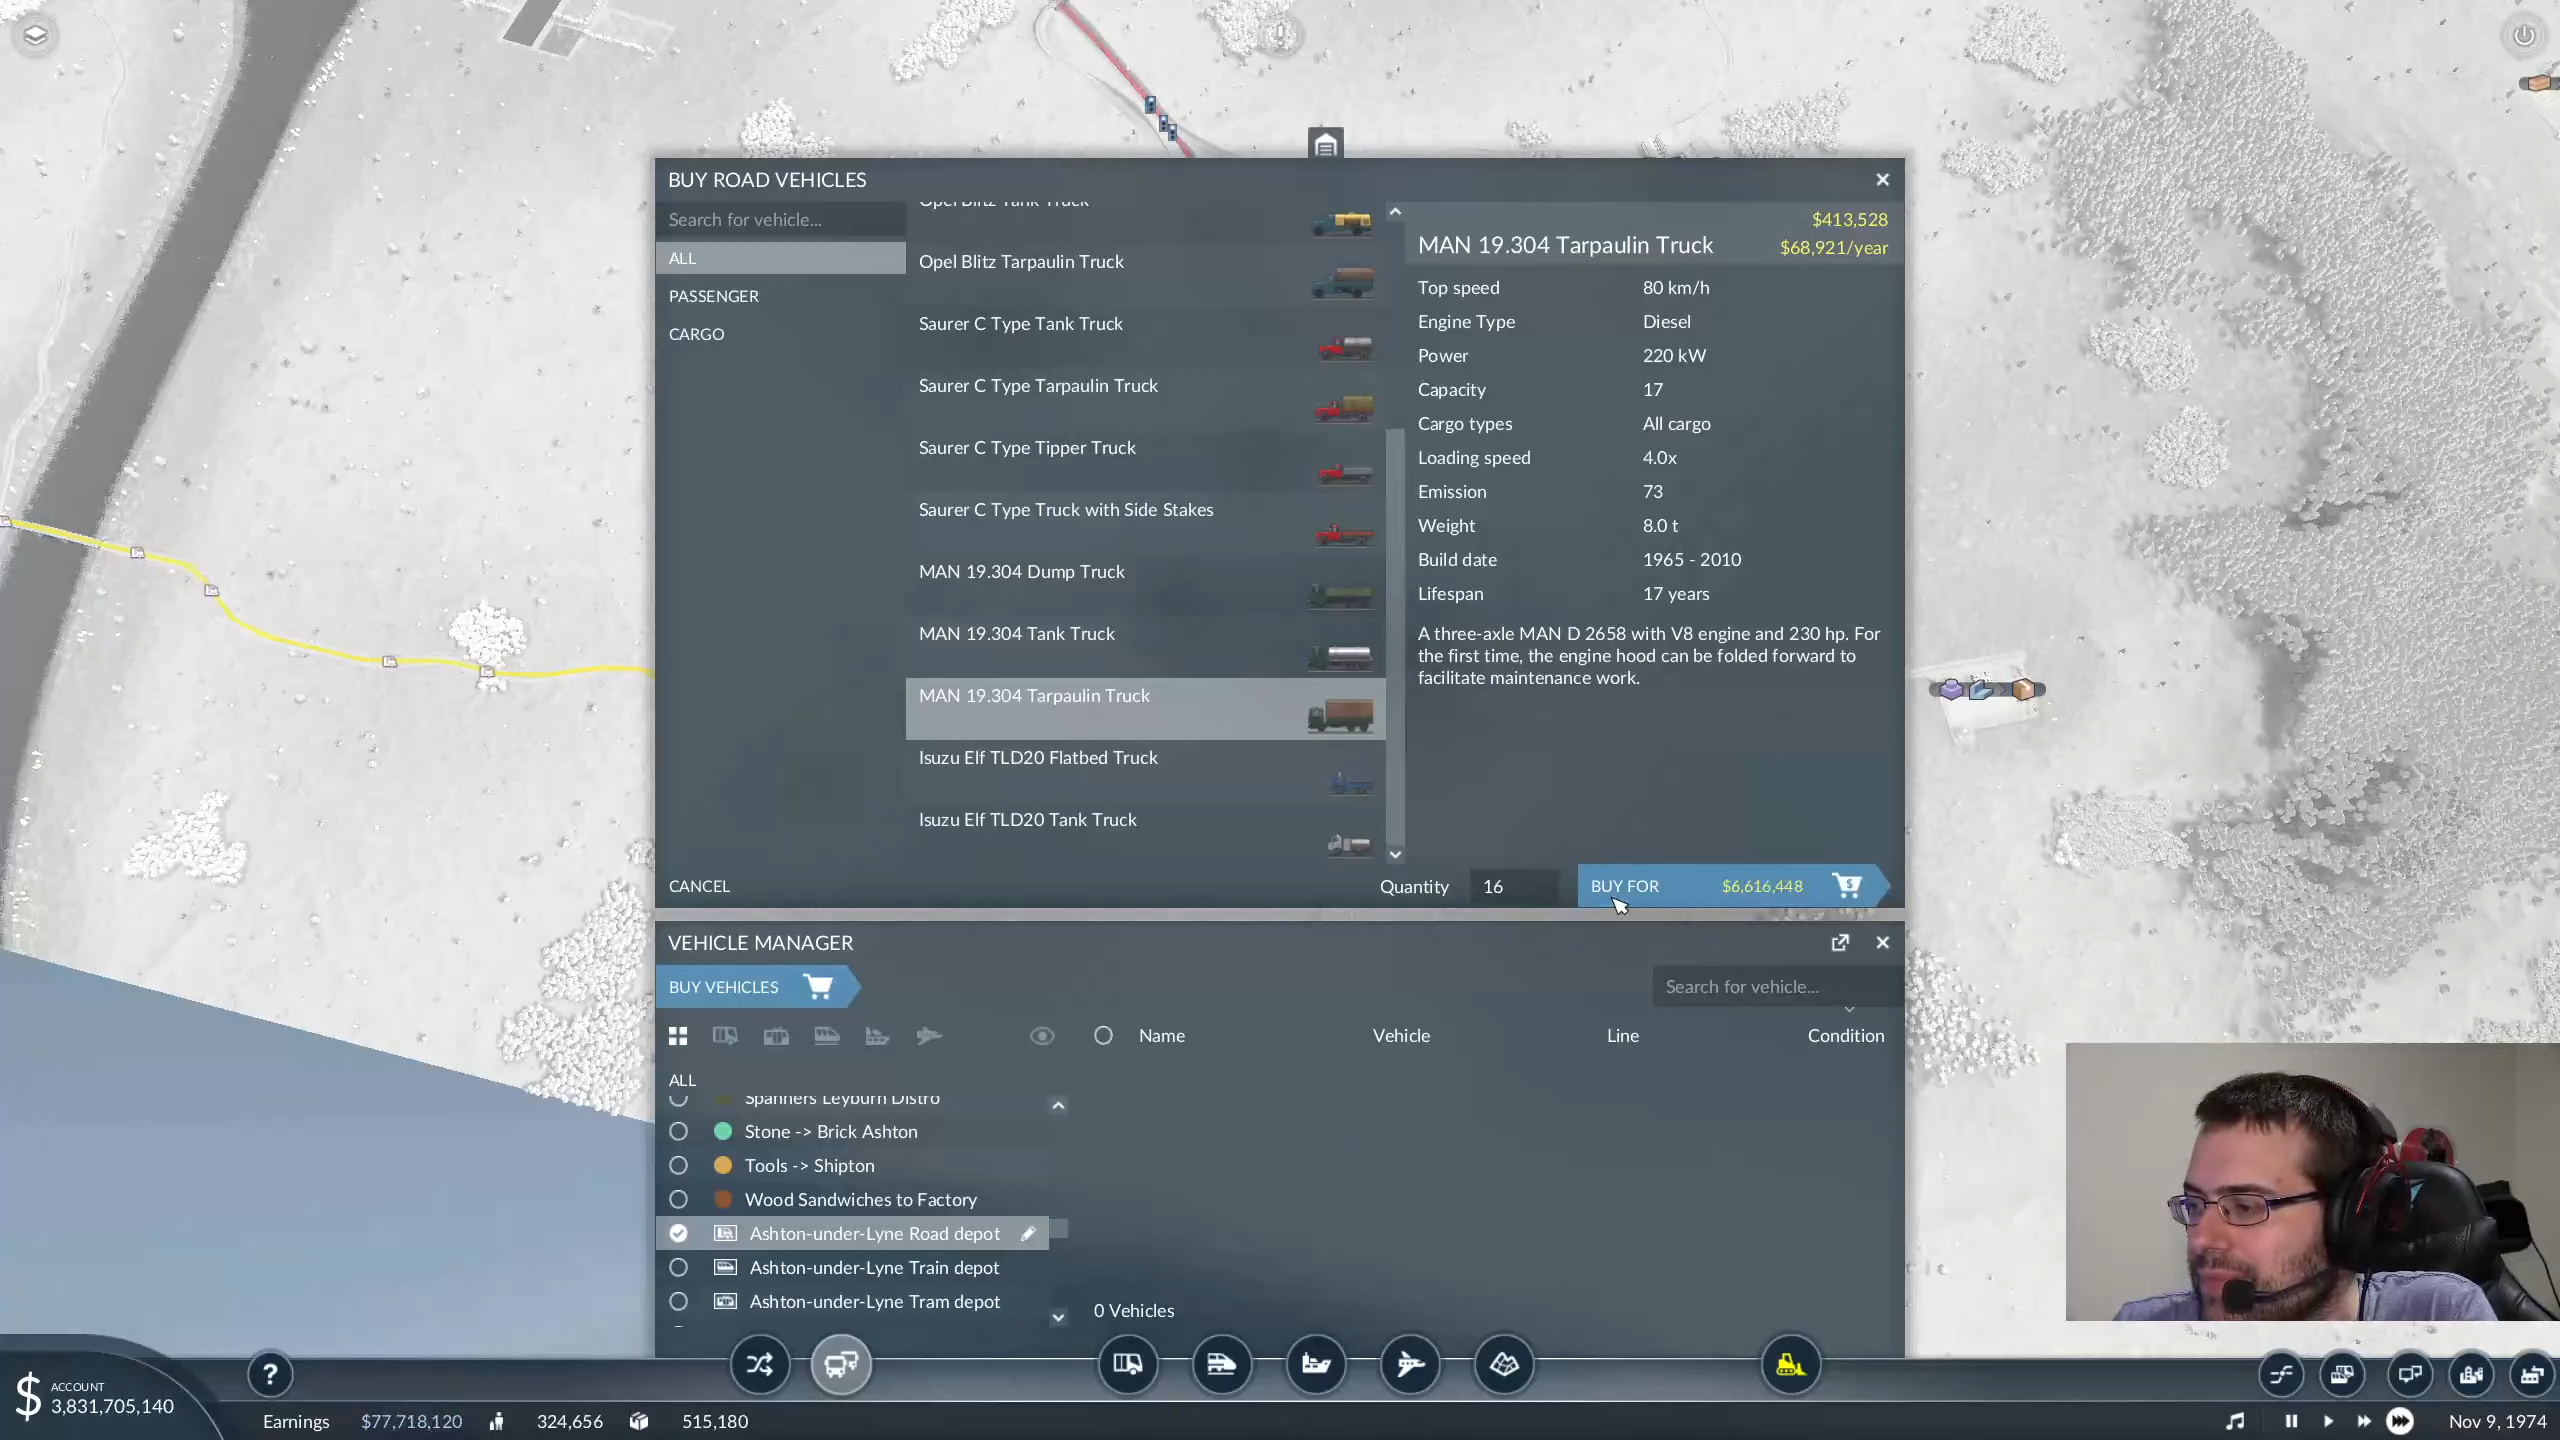 BUY ROAD VEHICLES
Search for vehicle...
ALL
PASSENGER
CARGO
Opel Blitz Tank Truck
Opel Blitz Tarpaulin Truck
Saurer C Type Tank Truck
Saurer C Type Tarpaulin Truck
Saurer C Type Tipper Truck
Saurer C Type Truck with Side Stakes
MAN 19.304 Dump Truck
MAN 19.304 Tank Truck
MAN 19.304 Tarpaulin Truck
Isuzu Elf TLD20 Flatbed Truck
Isuzu Elf TLD20 Tank Truck
$413,528
MAN 19.304 Tarpaulin Truck $68,921/year
Top speed 80 km/h
Engine Type Diesel
Power 220 kW
Capacity 17
Cargo types All cargo
Loading speed 4.0x
Emission 73
Weight 8.0 t
Build date 1965 - 2010
Lifespan 17 years
A three-axle MAN D 2658 with V8 engine and 230 hp. For
the first time, the engine hood can be folded forward to
facilitate maintenance work.
CANCEL Quantity 16 BUY FOR $6,616,448
VEHICLE MANAGER
BUY VEHICLES Search for vehicle...
Name Vehicle Line Condition
ALL
Spanners Leyburn Distro
Stone -> Brick Ashton
Tools -> Shipton
Wood Sandwiches to Factory
Ashton-under-Lyne Road depot
Ashton-under-Lyne Train depot
Ashton-under-Lyne Tram depot
0 Vehicles
$ ACCOUNT
3,831,705,140
?
Earnings $77,718,120 324,656 515,180 Nov 9, 1974